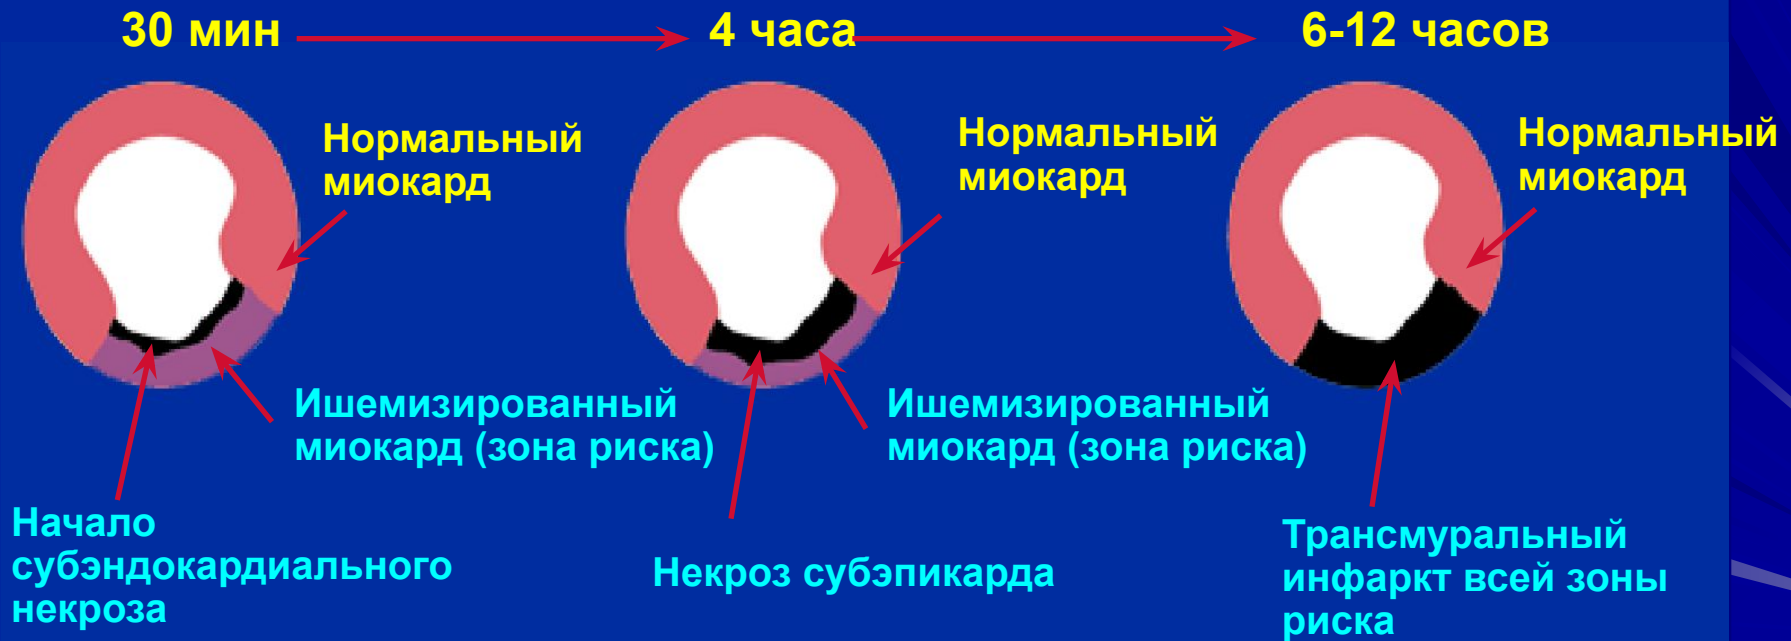 30 мин
4 часа
6-12 часов
Нормальный
миокард
Нормальный
миокард
Нормальный
миокард
Ишемизированный
миокард (зона риска)
Ишемизированный
миокард (зона риска)
Начало
субэндокардиального
некроза
Некроз субэпикарда
Трансмуральный
инфаркт всей зоны
риска